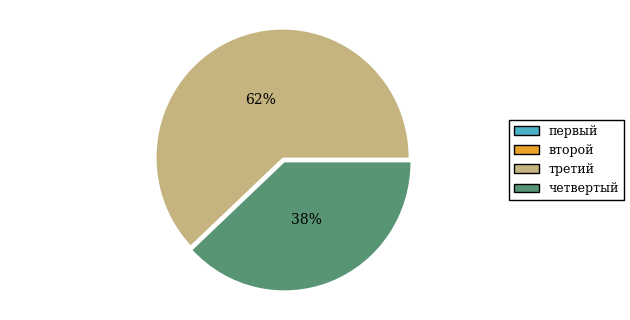 62%
38%
первый
второй
третий
четвертый